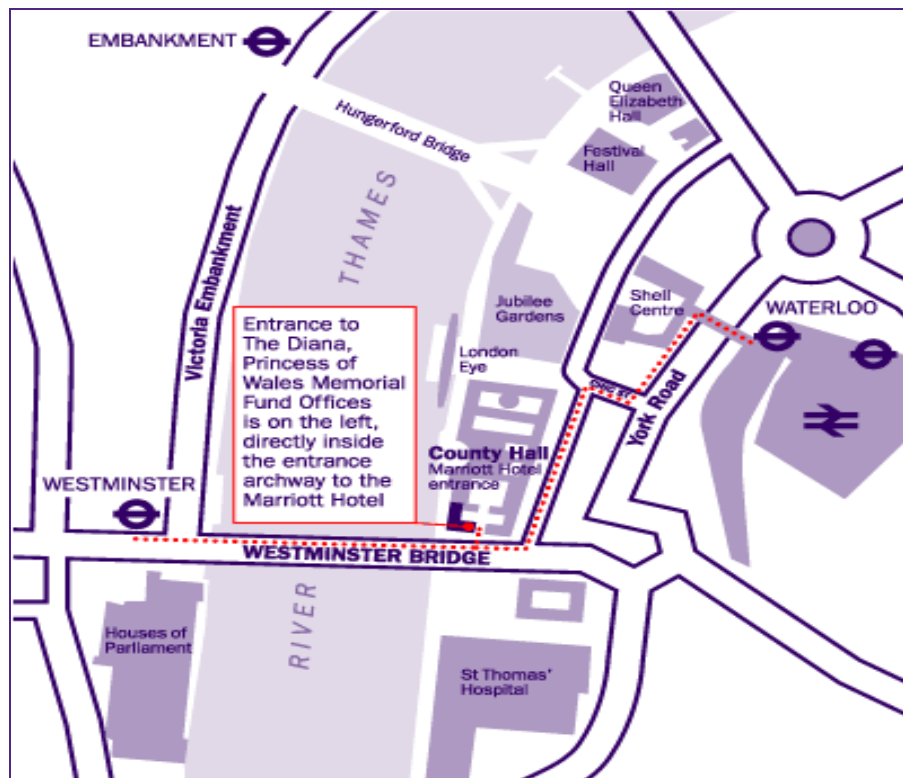 EMBANKMENT
Hungerford Bridge
Queen
Elizabeth
Hall
Festival
Hall
THAMES
Victoria Embankment
Jubilee
Gardens
Shell
Centre
WATERLOO
London
Eye
York Road
Entrance to
The Diana,
Princess of
Wales Memorial
Fund Offices
is on the left,
directly inside
the entrance
archway to the
Marriott Hotel
County Hall
Marriott Hotel
entrance
WESTMINSTER
WESTMINSTER BRIDGE
RIVER
Houses of
Parliament
St Thomas'
Hospital